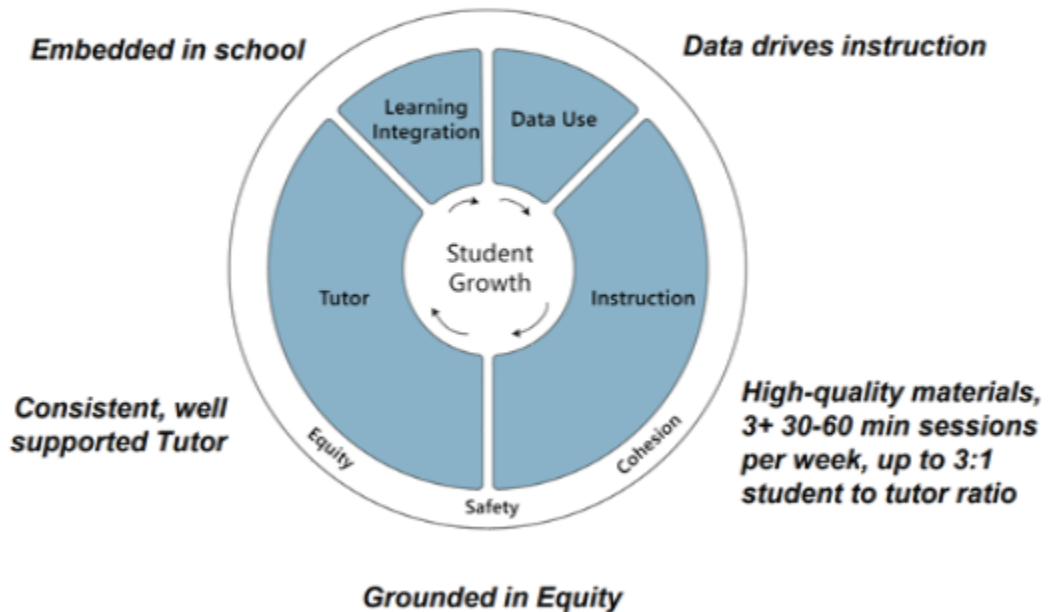 Embedded in school
Data drives instruction
Learning
Integration
Data Use
Student
Growth
Tutor
Instruction
Consistent, well
supported Tutor
High-quality materials,
3+ 30-60 min sessions
per week, up to 3:1
student to tutor ratio
Equity
Safety
Cohesion
Grounded in Equity